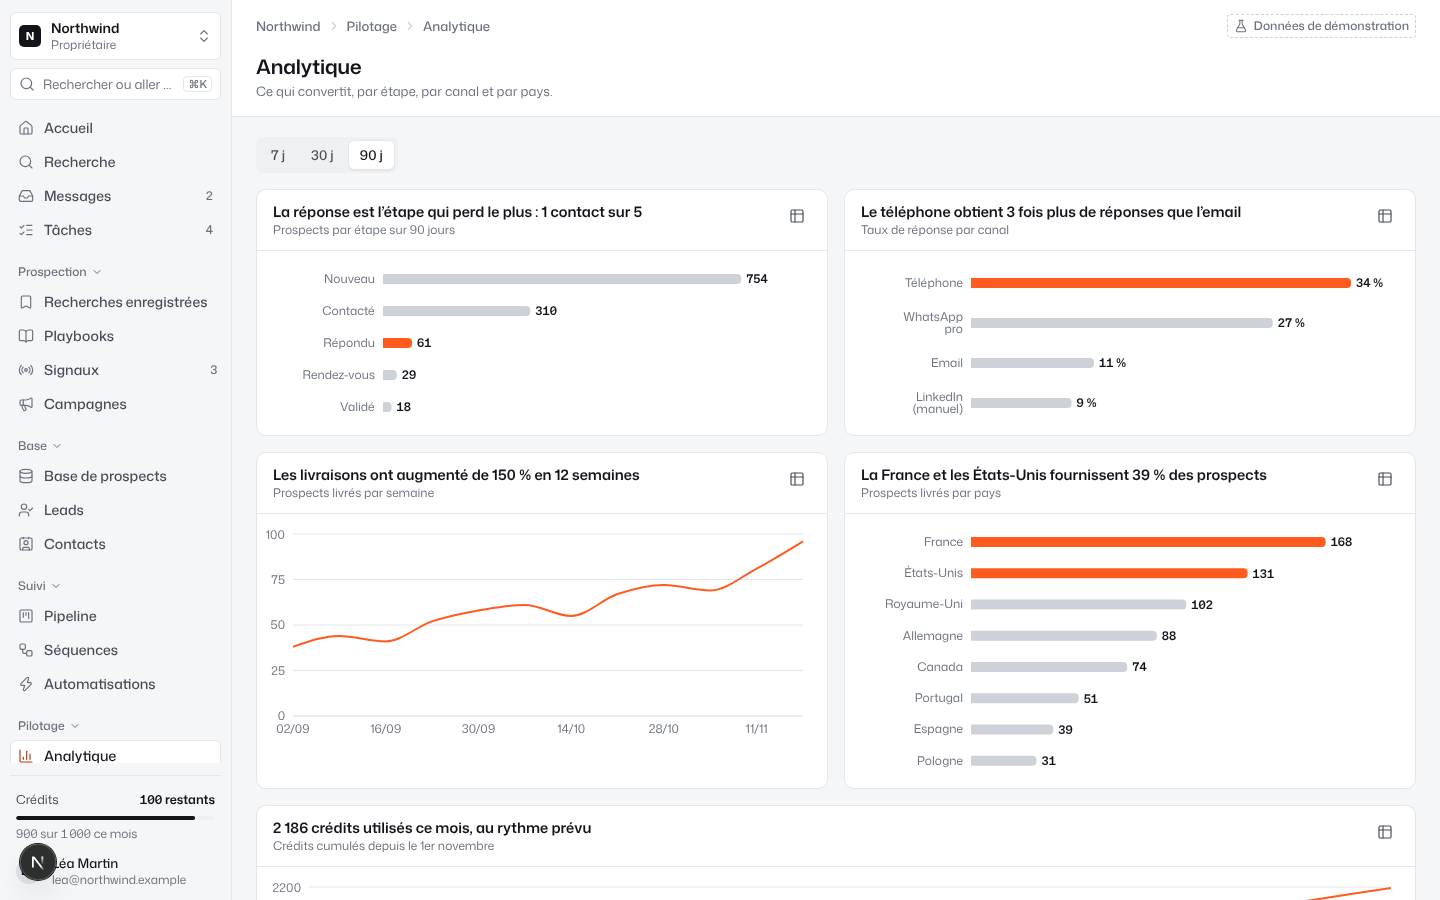 N
Northwind
Propriétaire
Rechercher ou aller ...
⌘K
Accueil
Recherche
Messages 2
Tâches 4
Prospection
Recherches enregistrées
Playbooks
Signaux 3
Campagnes
Base
Base de prospects
Leads
Contacts
Suivi
Pipeline
Séquences
Automatisations
Pilotage
Analytique
Crédits 100 restants
900 sur 1 000 ce mois
N
Léa Martin
lea@northwind.example
Northwind > Pilotage > Analytique
Données de démonstration
Analytique
Ce qui convertit, par étape, par canal et par pays.
7 j 30 j 90 j
La réponse est l’étape qui perd le plus : 1 contact sur 5
Prospects par étape sur 90 jours
Nouveau 754
Contacté 310
Répondu 61
Rendez-vous 29
Validé 18
Le téléphone obtient 3 fois plus de réponses que l’email
Taux de réponse par canal
Téléphone 34 %
WhatsApp
pro 27 %
Email 11 %
LinkedIn
(manuel) 9 %
Les livraisons ont augmenté de 150 % en 12 semaines
Prospects livrés par semaine
100
75
50
25
0
02/09 16/09 30/09 14/10 28/10 11/11
La France et les États-Unis fournissent 39 % des prospects
Prospects livrés par pays
France 168
États-Unis 131
Royaume-Uni 102
Allemagne 88
Canada 74
Portugal 51
Espagne 39
Pologne 31
2 186 crédits utilisés ce mois, au rythme prévu
Crédits cumulés depuis le 1er novembre
2200